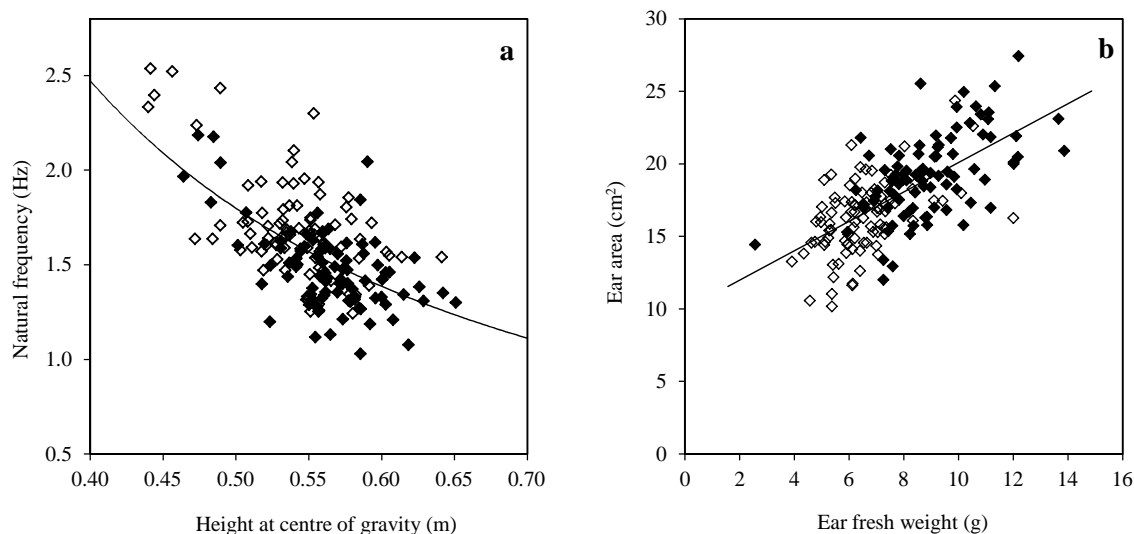 a
2.5
2.0
1.5
1.0
0.5
0.40 0.45 0.50 0.55 0.60 0.65 0.70
Natural frequency (Hz)
Height at centre of gravity (m)
b
30
25
20
15
10
5
0
0 2 4 6 8 10 12 14 16
Ear area (cm²)
Ear fresh weight (g)